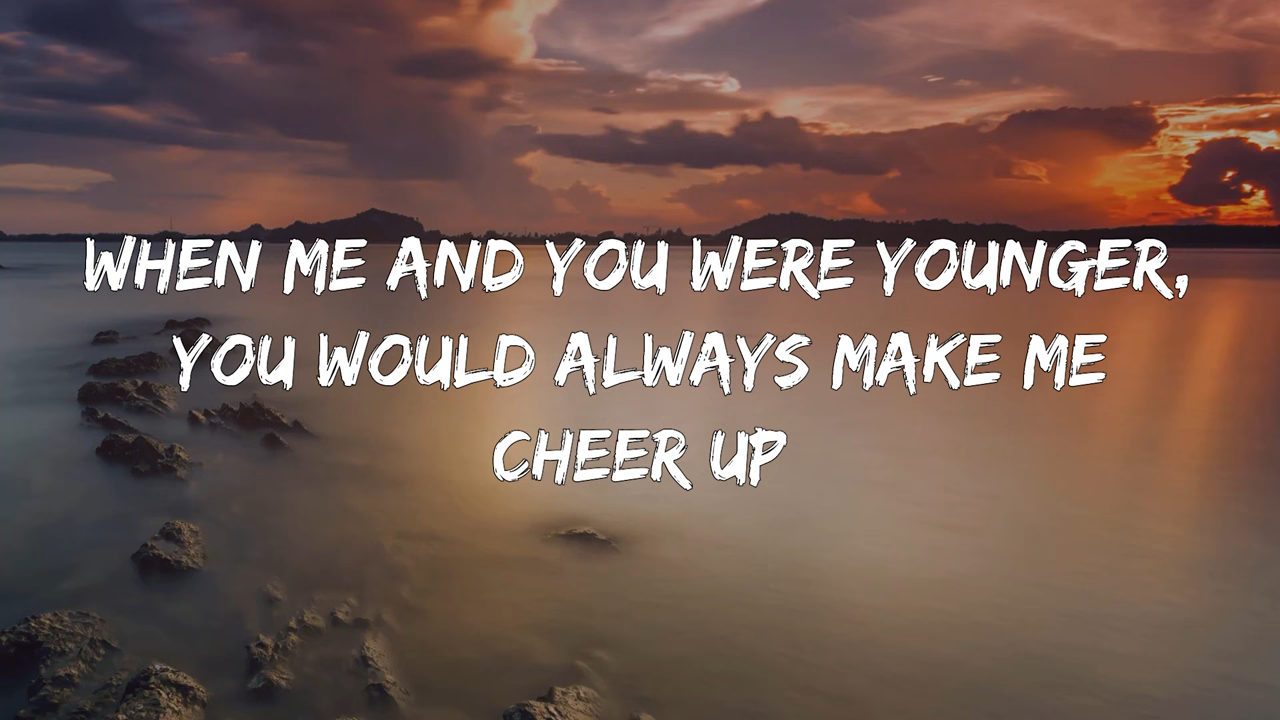 WHEN ME AND YOU WERE YOUNGER,
YOU WOULD ALWAYS MAKE ME
CHEER UP